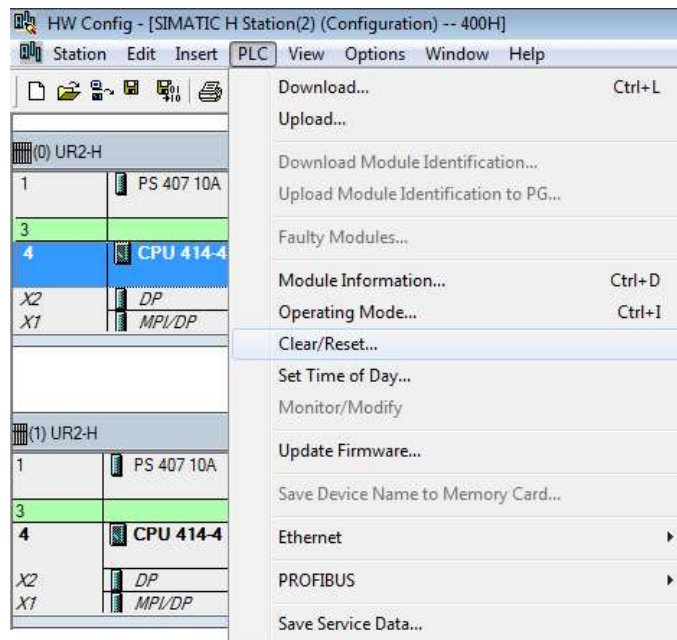 HW Config - [SIMATIC H Station(2) (Configuration) -- 400H]
Station Edit Insert PLC View Options Window Help
Download... Ctrl+L
Upload...
Download Module Identification...
Upload Module Identification to PG...
Faulty Modules...
Module Information... Ctrl+D
Operating Mode... Ctrl+I
Clear/Reset...
Set Time of Day...
Monitor/Modify
Update Firmware...
Save Device Name to Memory Card...
Ethernet
PROFIBUS
Save Service Data...
(0) UR2-H
1 PS 407 10A
3
4 CPU 414-4
X2 DP
X1 MPI/DP
(1) UR2-H
1 PS 407 10A
3
4 CPU 414-4
X2 DP
X1 MPI/DP